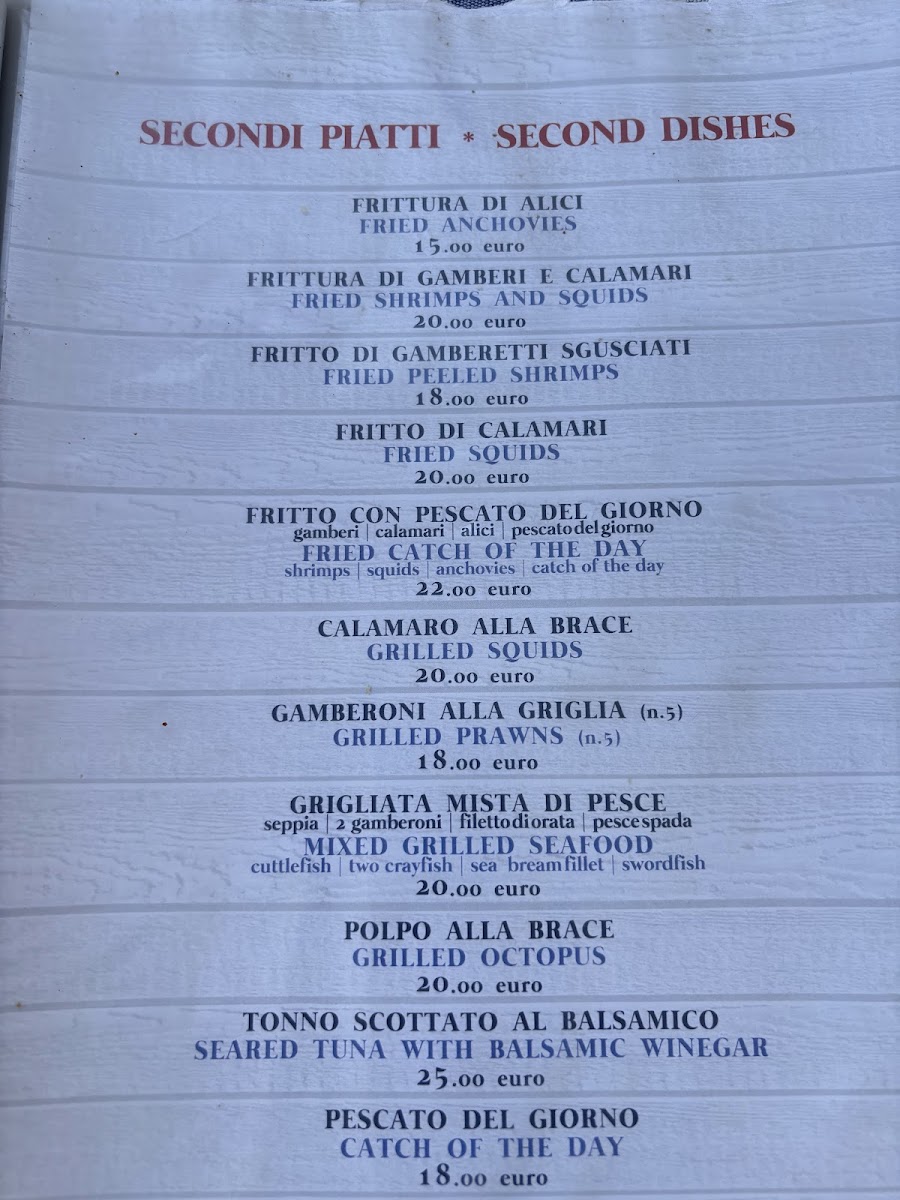 SECONDI PIATTI * SECOND DISHES
FRITTURA DI ALICI
FRIED ANCHOVIES
15.00 euro
FRITTURA DI GAMBERI E CALAMARI
FRIED SHRIMPS AND SQUIDS
20.00 euro
FRITTO DI GAMBERETTI SGUSCIATI
FRIED PEELED SHRIMPS
18.00 euro
FRITTO DI CALAMARI
FRIED SQUIDS
20.00 euro
FRITTO CON PESCATO DEL GIORNO
gamberi | calamari | alici | pescato del giorno
FRIED CATCH OF THE DAY
shrimps | squids | anchovies | catch of the day
22.00 euro
CALAMARO ALLA BRACE
GRILLED SQUIDS
20.00 euro
GAMBERONI ALLA GRIGLIA (n.5)
GRILLED PRAWNS (n.5)
18.00 euro
GRIGLIATA MISTA DI PESCE
seppia | 2 gamberoni | filetto di orata | pesce spada
MIXED GRILLED SEAFOOD
cuttlefish | two crayfish | sea bream fillet | swordfish
20.00 euro
POLPO ALLA BRACE
GRILLED OCTOPUS
20.00 euro
TONNO SCOTTATO AL BALSAMICO
SEARED TUNA WITH BALSAMIC WINEGAR
25.00 euro
PESCATO DEL GIORNO
CATCH OF THE DAY
18.00 euro